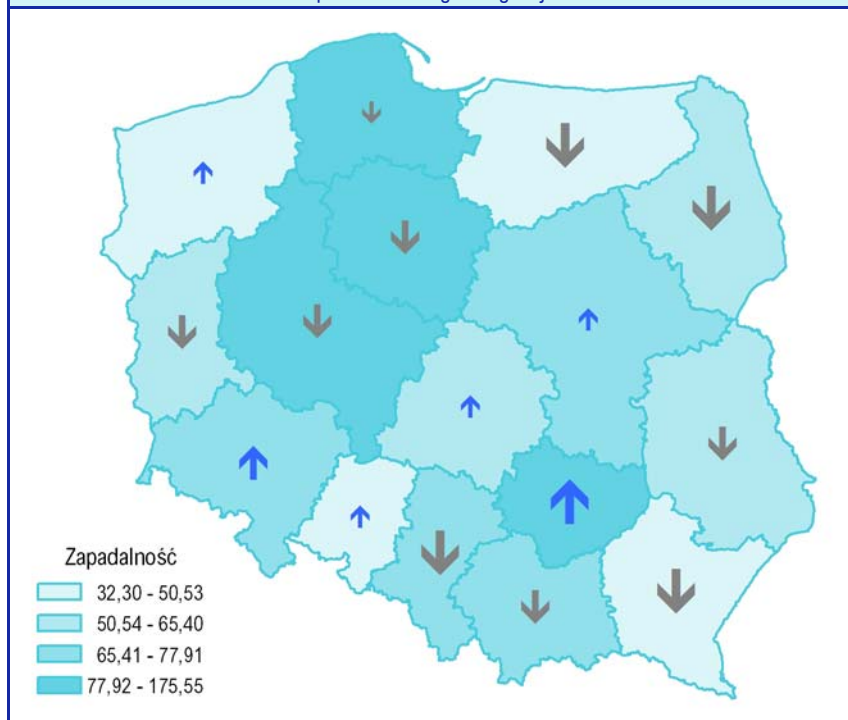 Zapadalność
32,30 - 50,53
50,54 - 65,40
65,41 - 77,91
77,92 - 175,55